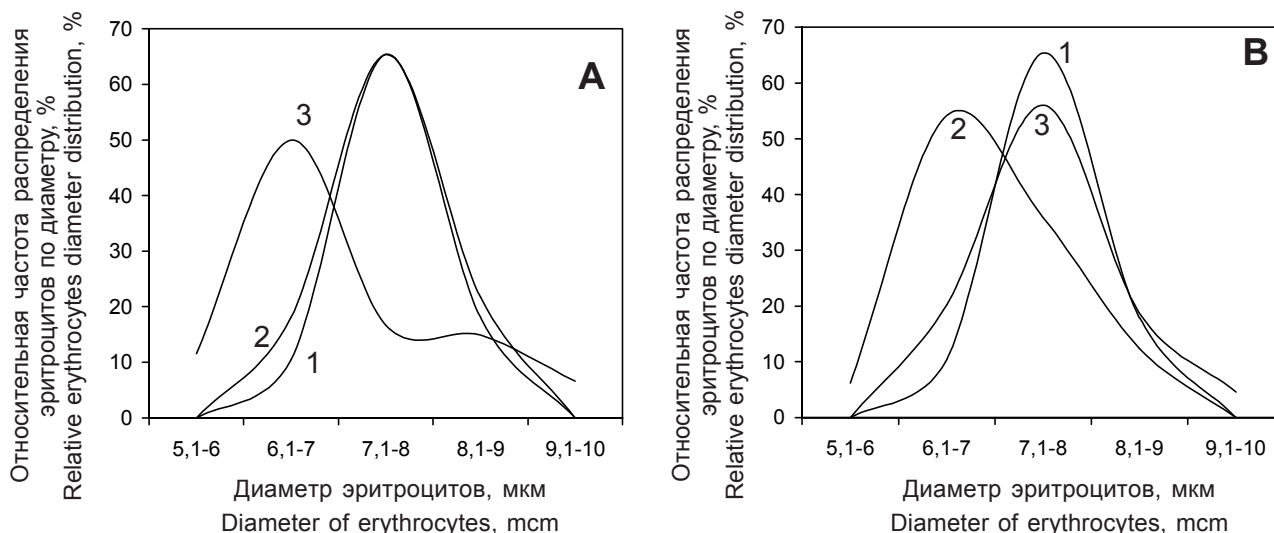 Относительная частота распределения
эритроцитов по диаметру, %
Relative erythrocytes diameter distribution, %
70
60
50
40
30
20
10
0
A
3
2
1
5,1-6 6,1-7 7,1-8 8,1-9 9,1-10
Диаметр эритроцитов, мкм
Diameter of erythrocytes, mcm
Относительная частота распределения
эритроцитов по диаметру, %
Relative erythrocytes diameter distribution, %
70
60
50
40
30
20
10
0
B
1
2
3
5,1-6 6,1-7 7,1-8 8,1-9 9,1-10
Диаметр эритроцитов, мкм
Diameter of erythrocytes, mcm